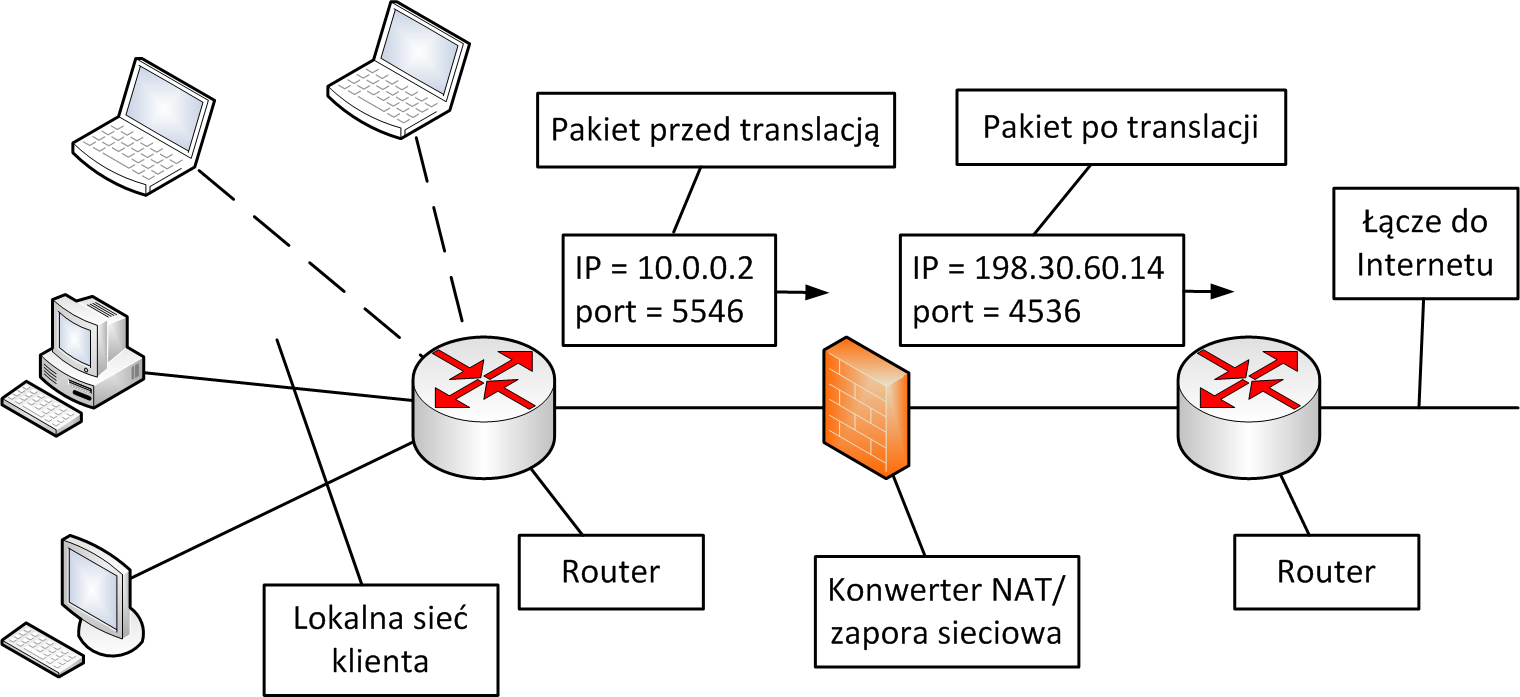 Pakiet przed translacją
Pakiet po translacji
IP = 10.0.0.2
port = 5546
IP = 198.30.60.14
port = 4536
Łącze do
Internetu
Router
Konwerter NAT/
zapora sieciowa
Router
Lokalna sieć
klienta